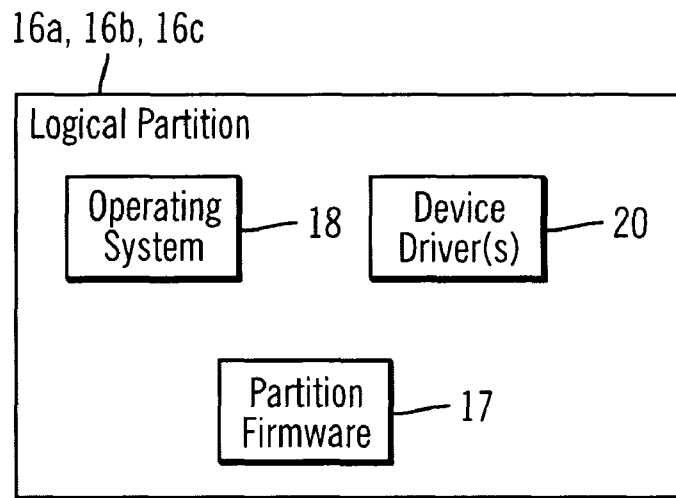 16a, 16b, 16c
Logical Partition
Operating
System
18
Device
Driver(s)
20
Partition
Firmware
17